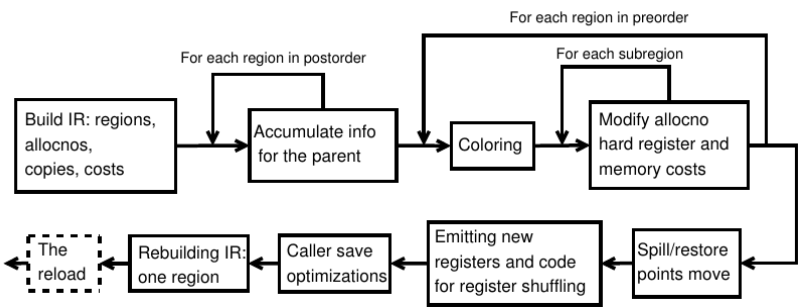 For each region in preorder
For each region in postorder
For each subregion
Build IR: regions,
allocnos,
copies, costs
Accumulate info
for the parent
Coloring
Modify allocno
hard register and
memory costs
The
reload
Rebuilding IR:
one region
Caller save
optimizations
Emitting new
registers and code
for register shuffling
Spill/restore
points move